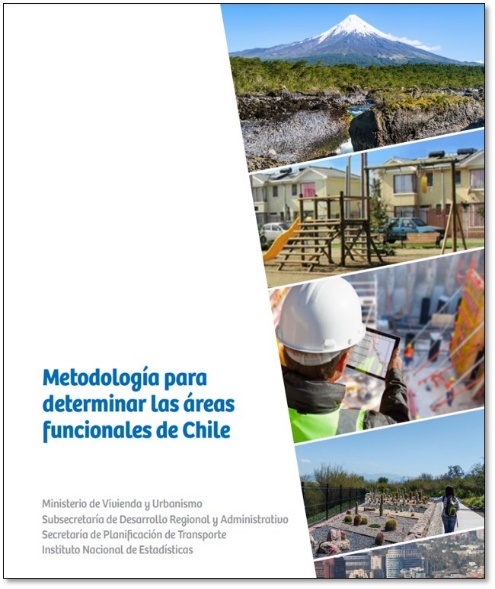 Metodología para
determinar las áreas
funcionales de Chile
Ministerio de Vivienda y Urbanismo
Subsecretaría de Desarrollo Regional y Administrativo
Secretaria de Planificación de Transporte
Instituto Nacional de Estadísticas